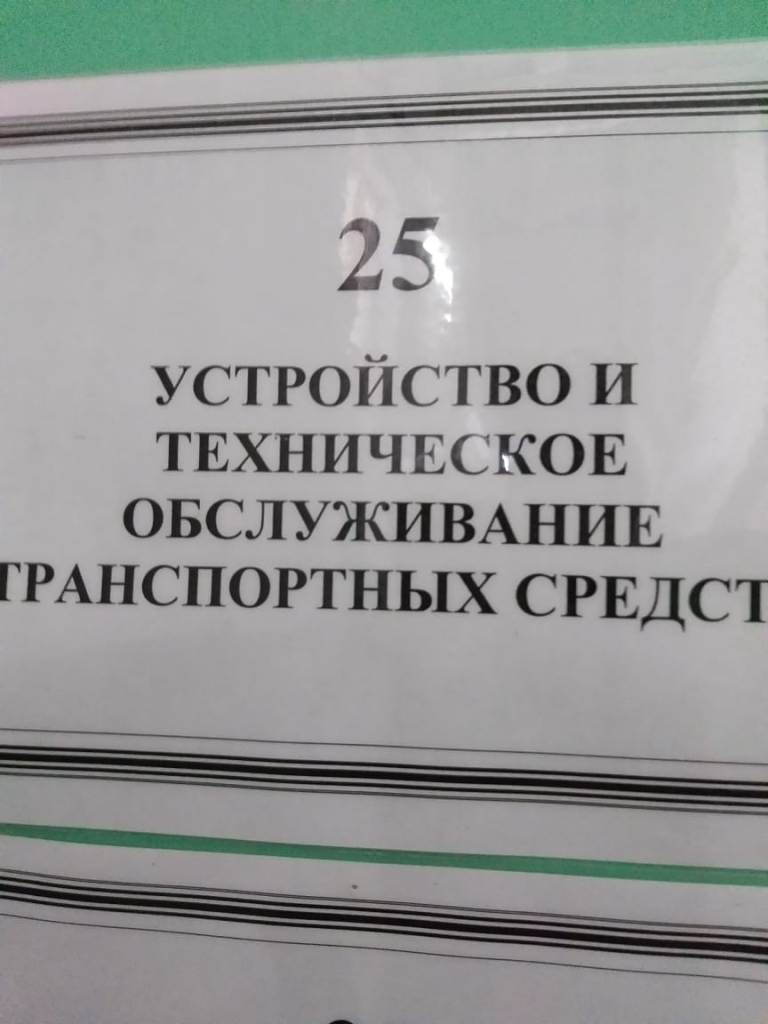 25
УСТРОЙСТВО И
ТЕХНИЧЕСКОЕ
ОБСЛУЖИВАНИЕ
ТРАНСПОРТНЫХ СРЕДСТ